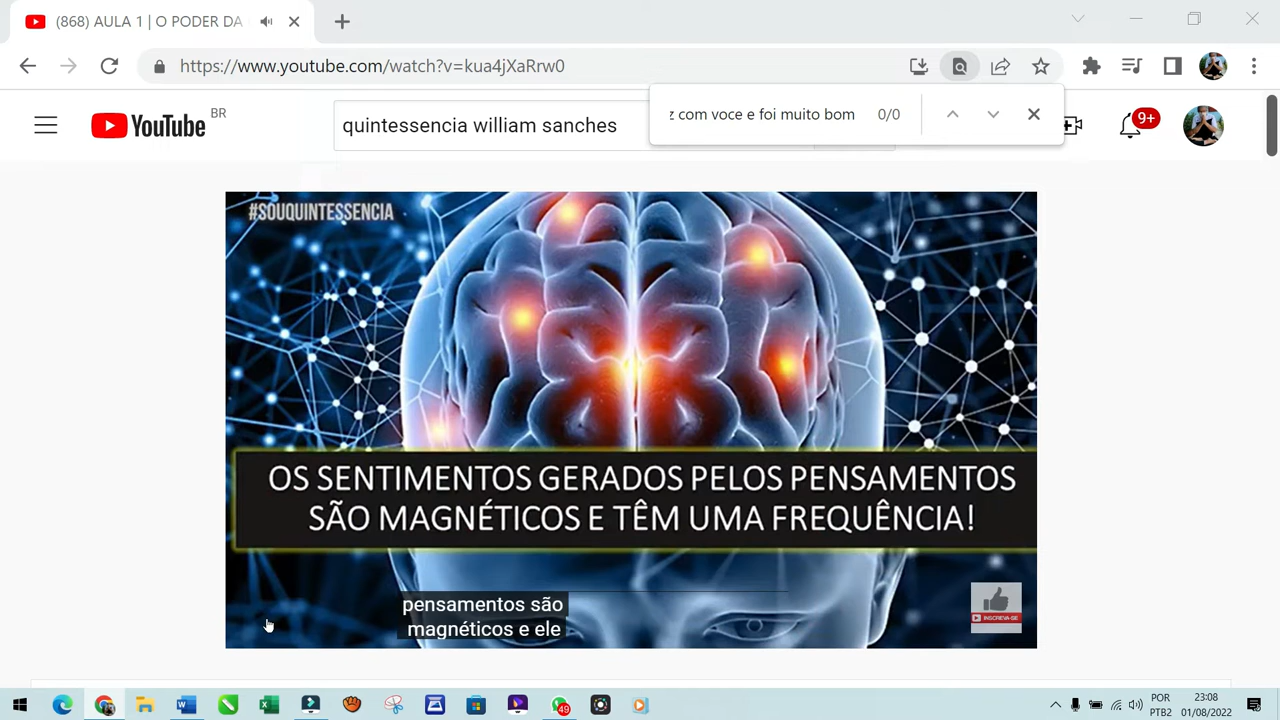 (868) AULA 1 | O PODER DA
https://www.youtube.com/watch?v=kua4jXaRrw0
YouTube BR
quintessencia william sanches
z com voce e foi muito bom 0/0
9+
#SOUQUINTESSENCIA
OS SENTIMENTOS GERADOS PELOS PENSAMENTOS
SÃO MAGNÉTICOS E TÊM UMA FREQUÊNCIA!
pensamentos são
magnéticos e ele
INSCREVA-SE
49
POR
PTB2
23:08
01/08/2022